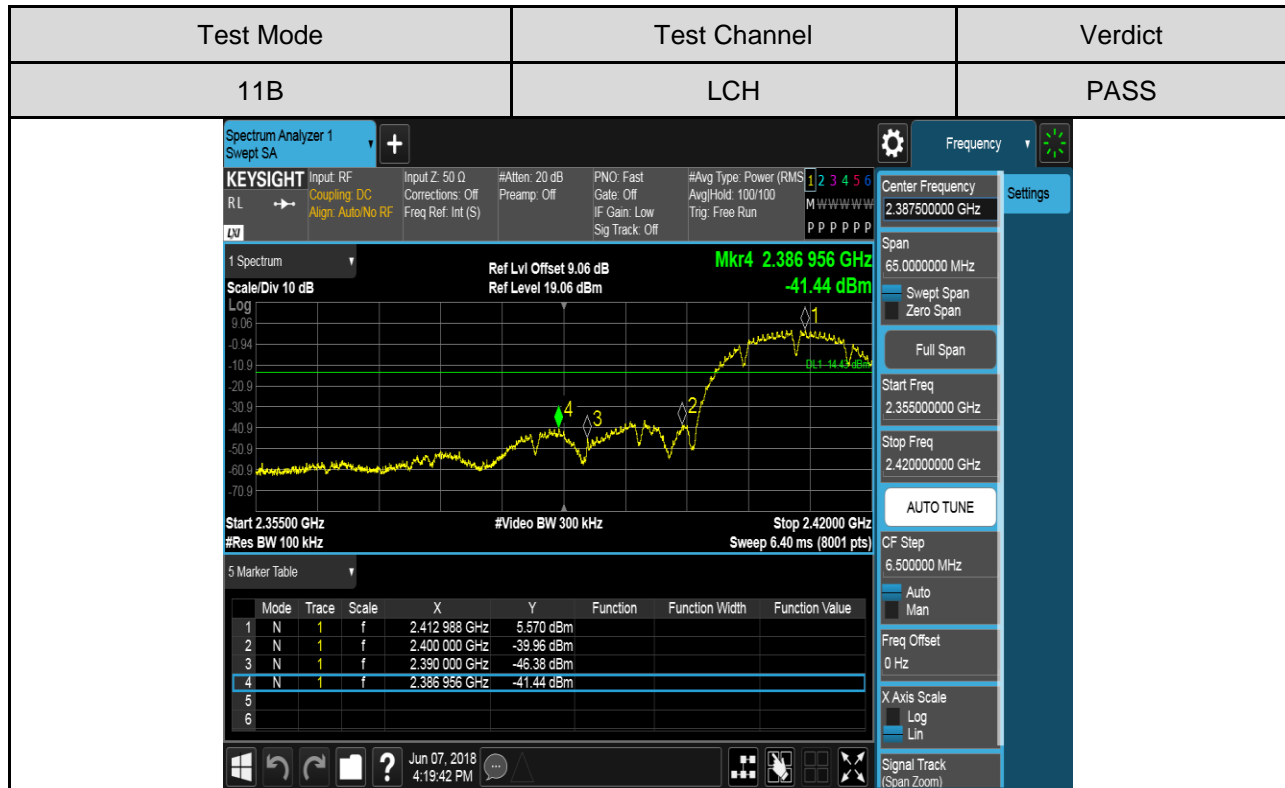 Test Mode Test Channel Verdict
11B LCH PASS
Spectrum Analyzer 1
Swept SA
+
Frequency
KEYSIGHT Input: RF Input Z: 50 Ω #Atten: 20 dB PNO: Fast #Avg Type: Power (RMS 1 2 3 4 5 6
RL Coupling: DC Corrections: Off Preamp: Off Gate: Off Avg|Hold: 100/100 M W W W W W
Align: Auto/No RF Freq Ref: Int (S) IF Gain: Low Trig: Free Run
LXI Sig Track: Off P P P P P P
1 Spectrum
Ref Lvl Offset 9.06 dB Mkr4 2.386 956 GHz
Scale/Div 10 dB Ref Level 19.06 dBm -41.44 dBm
Log
9.06
-0.94
-10.9
-20.9
-30.9
-40.9
-50.9
-60.9
-70.9
1
DL1 -14.43 dBm
2
3
4
Start 2.35500 GHz #Video BW 300 kHz Stop 2.42000 GHz
#Res BW 100 kHz Sweep 6.40 ms (8001 pts)
5 Marker Table
Mode Trace Scale X Y Function Function Width Function Value
1 N 1 f 2.412 988 GHz 5.570 dBm
2 N 1 f 2.400 000 GHz -39.96 dBm
3 N 1 f 2.390 000 GHz -46.38 dBm
4 N 1 f 2.386 956 GHz -41.44 dBm
5
6
? Jun 07, 2018
4:19:42 PM
Center Frequency
2.387500000 GHz
Settings
Span
65.0000000 MHz
Swept Span
Zero Span
Full Span
Start Freq
2.355000000 GHz
Stop Freq
2.420000000 GHz
AUTO TUNE
CF Step
6.500000 MHz
Auto
Man
Freq Offset
0 Hz
X Axis Scale
Log
Lin
Signal Track
(Span Zoom)